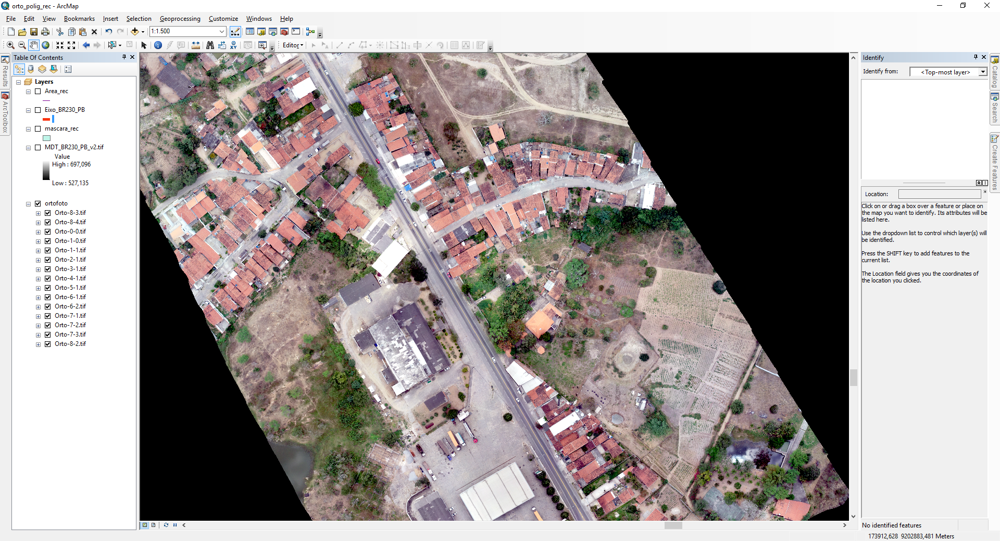 orto_polig_rec - ArcMap
File Edit View Bookmarks Insert Selection Geoprocessing Customize Windows Help
1:1.500
Editor
Results
ArcToolbox
Table Of Contents
Layers
Area_rec
Eixo_BR230_PB
mascara_rec
MDT_BR230_PB_v2.tif
Value
High : 697,096
Low : 527,135
ortofoto
Orto-8-3.tif
Orto-8-4.tif
Orto-0-0.tif
Orto-1-0.tif
Orto-1-1.tif
Orto-2-1.tif
Orto-3-1.tif
Orto-4-1.tif
Orto-5-1.tif
Orto-6-1.tif
Orto-6-2.tif
Orto-7-1.tif
Orto-7-2.tif
Orto-7-3.tif
Orto-8-2.tif
Identify
Identify from: <Top-most layer>
Location:
Click on or drag a box over a feature or place on
the map you want to identify. Its attributes will be
listed here.
Use the dropdown list to control which layer(s) will
be identified.
Press the SHIFT key to add features to the
current list.
The Location field gives you the coordinates of
the location you clicked.
No identified features
Catalog
Search
Create Features
173912,628 9202883,481 Meters